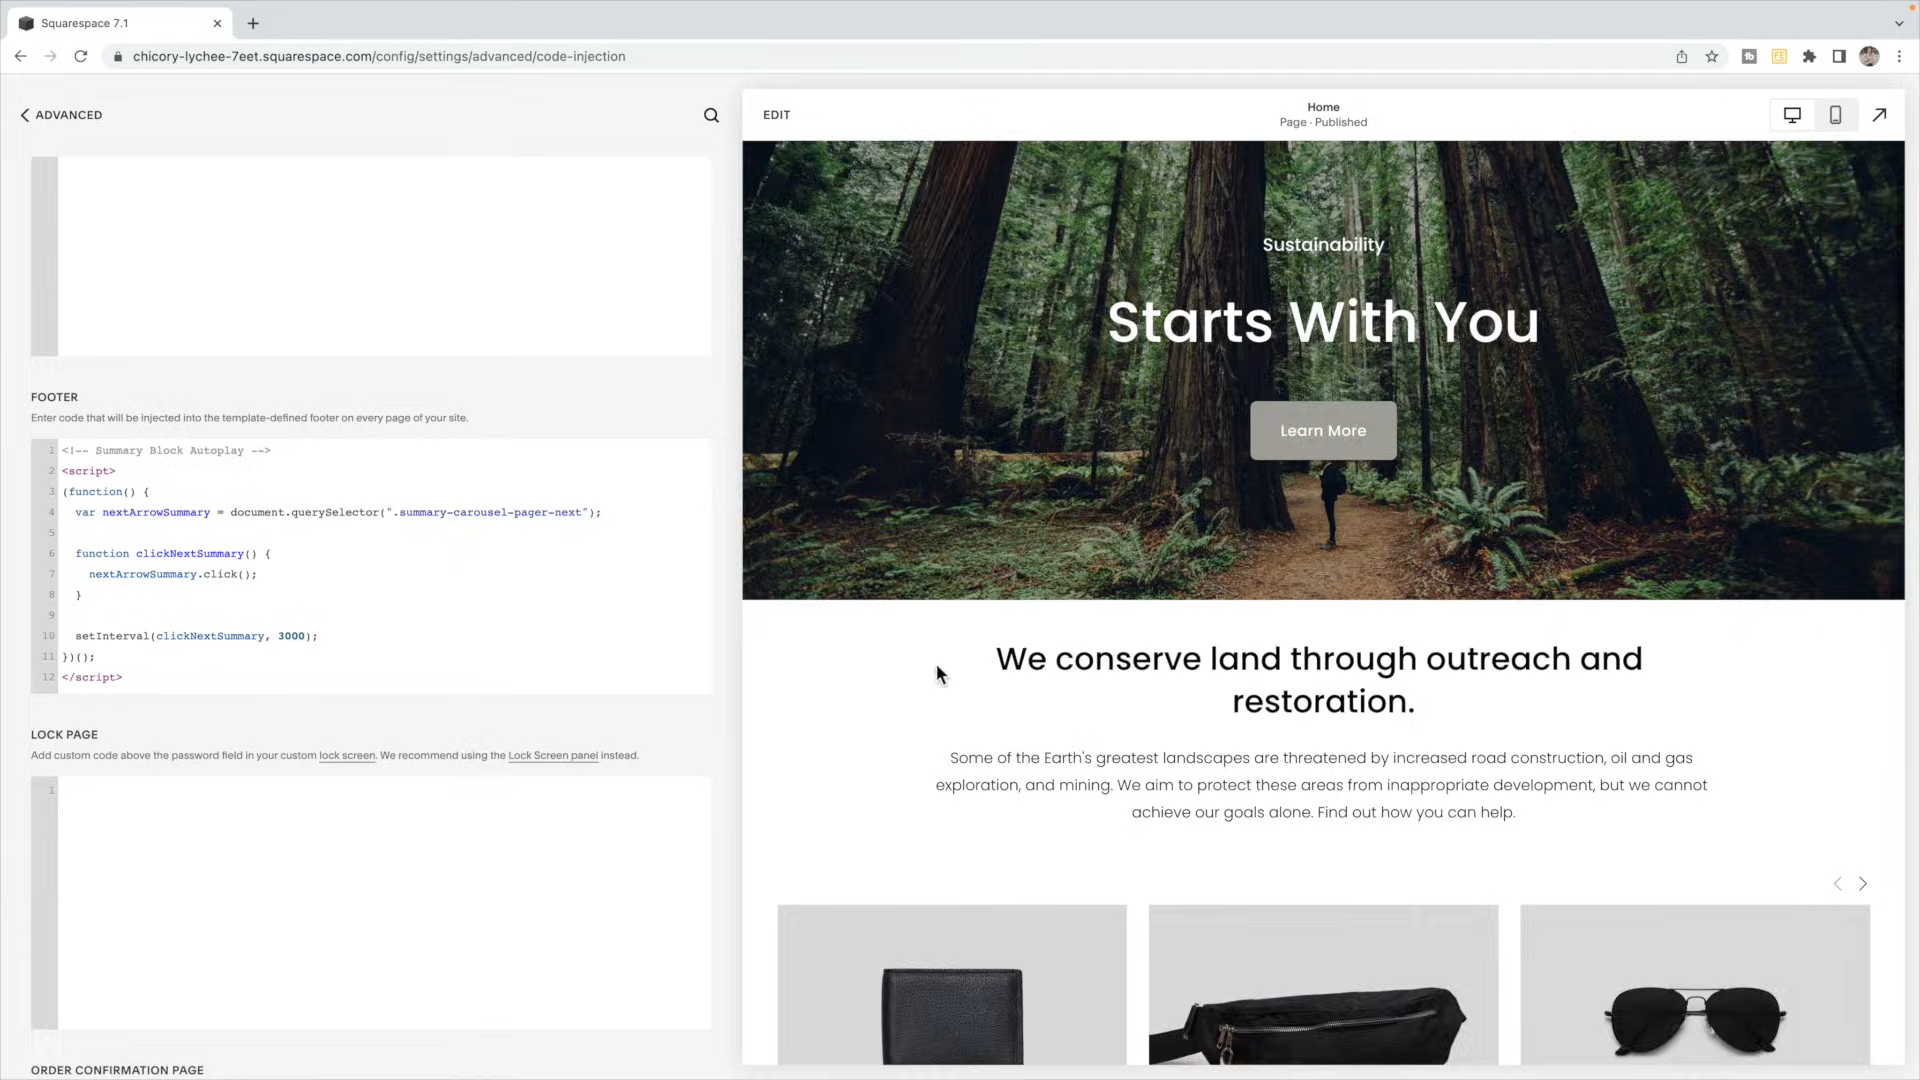 Squarespace 7.1
chicory-lychee-7eet.squarespace.com/config/settings/advanced/code-injection
ADVANCED
EDIT
Home
Page · Published
Sustainability
Starts With You
Learn More
FOOTER
Enter code that will be injected into the template-defined footer on every page of your site.
1 <!-- Summary Block Autoplay -->
2 <script>
3 (function() {
4 var nextArrowSummary = document.querySelector(".summary-carousel-pager-next");
5
6 function clickNextSummary() {
7 nextArrowSummary.click();
8 }
9
10 setInterval(clickNextSummary, 3000);
11 })();
12 </script>
LOCK PAGE
Add custom code above the password field in your custom lock screen. We recommend using the Lock Screen panel instead.
1
ORDER CONFIRMATION PAGE
We conserve land through outreach and
restoration.
Some of the Earth's greatest landscapes are threatened by increased road construction, oil and gas
exploration, and mining. We aim to protect these areas from inappropriate development, but we cannot
achieve our goals alone. Find out how you can help.